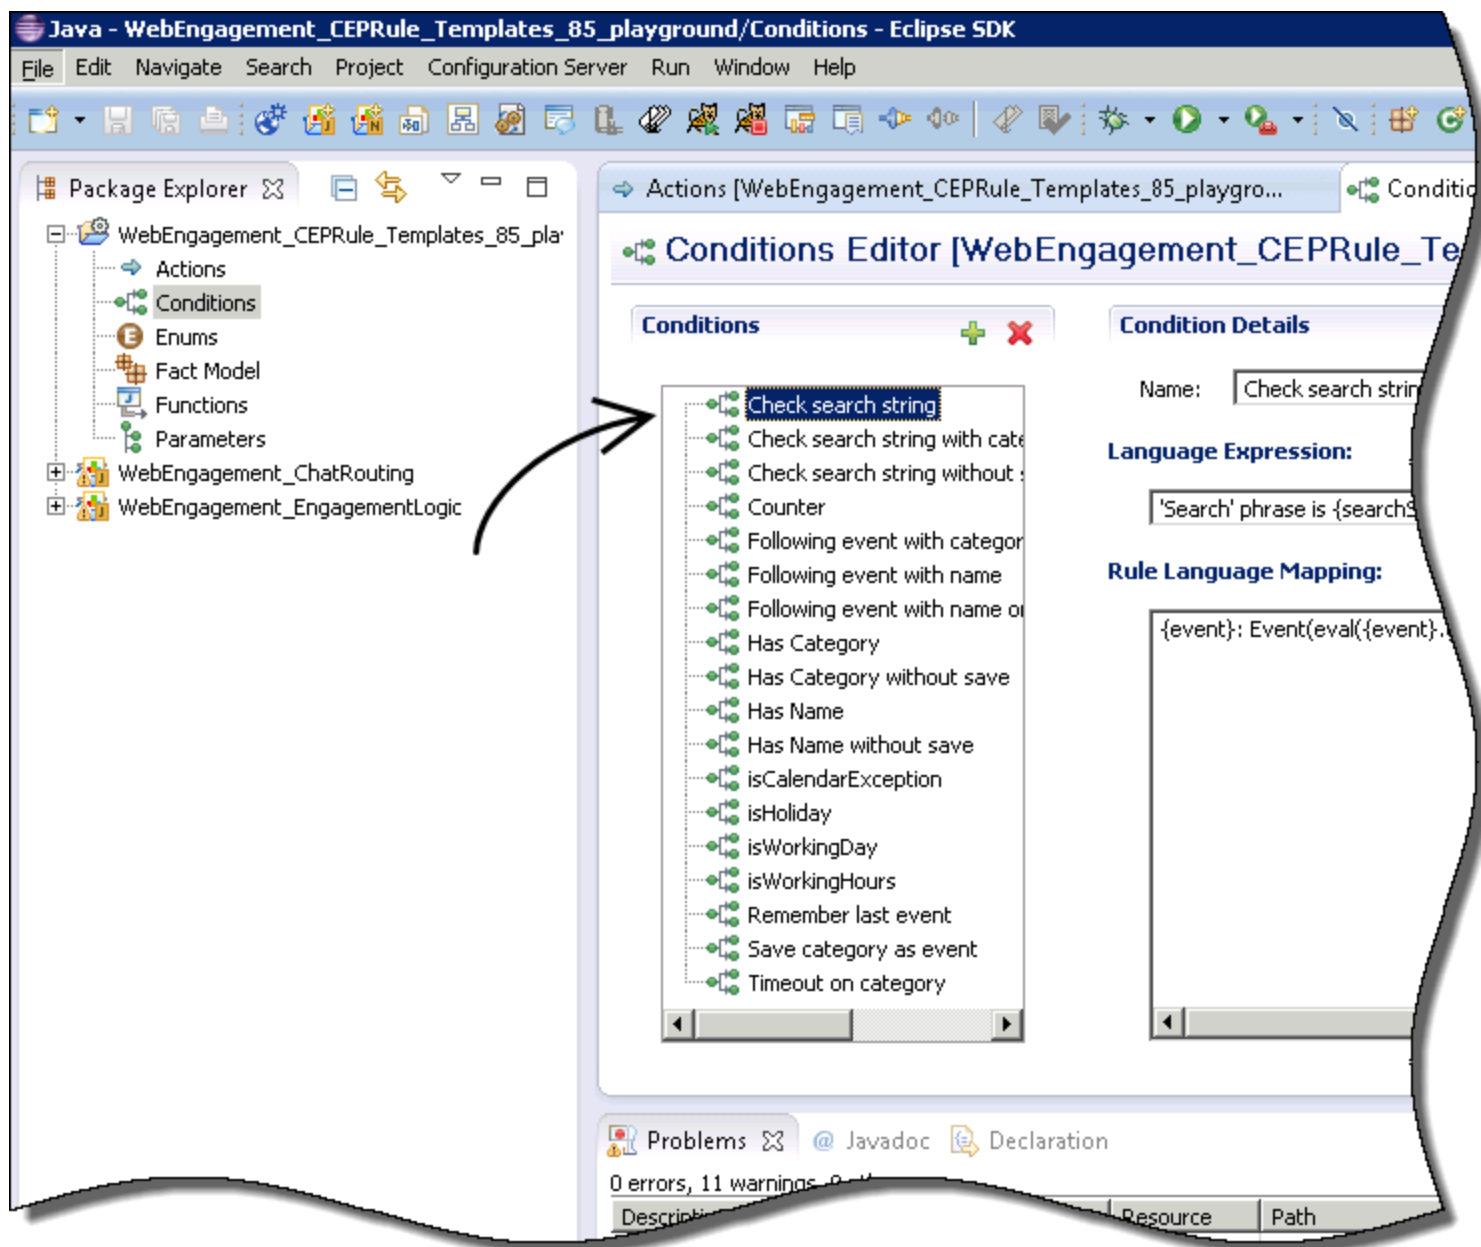 Java - WebEngagement_CEPRule_Templates_85_playground/Conditions - Eclipse SDK
File Edit Navigate Search Project Configuration Server Run Window Help
Package Explorer
WebEngagement_CEPRule_Templates_85_pla
Actions
Conditions
Enums
Fact Model
Functions
Parameters
WebEngagement_ChatRouting
WebEngagement_EngagementLogic
Actions [WebEngagement_CEPRule_Templates_85_playgro...
Conditio
Conditions Editor [WebEngagement_CEPRule_Te
Conditions
Check search string
Check search string with cate
Check search string without
Counter
Following event with categor
Following event with name
Following event with name or
Has Category
Has Category without save
Has Name
Has Name without save
isCalendarException
isHoliday
isWorkingDay
isWorkingHours
Remember last event
Save category as event
Timeout on category
Condition Details
Name: Check search strin
Language Expression:
'Search' phrase is {searchS
Rule Language Mapping:
{event}: Event(eval({event}.
Problems @ Javadoc Declaration
0 errors, 11 warnings,
Descripti Resource Path